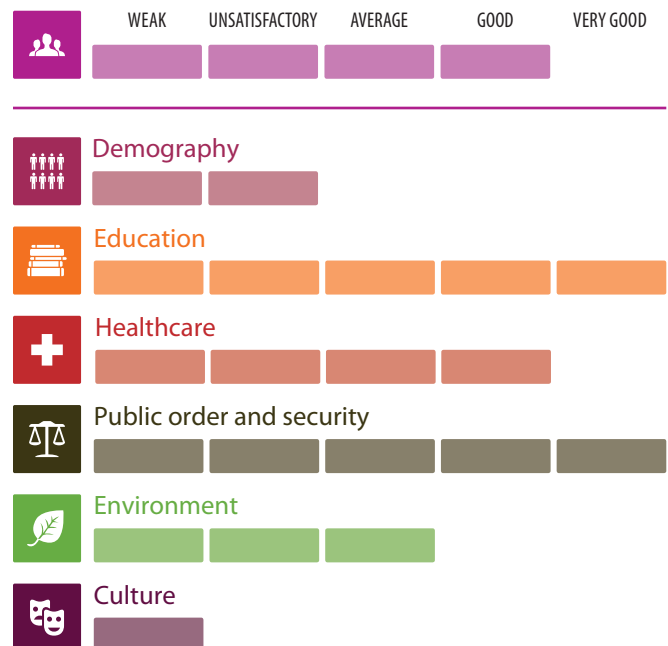 WEAK UNSATISFACTORY AVERAGE GOOD VERY GOOD
Demography
Education
Healthcare
Public order and security
Environment
Culture